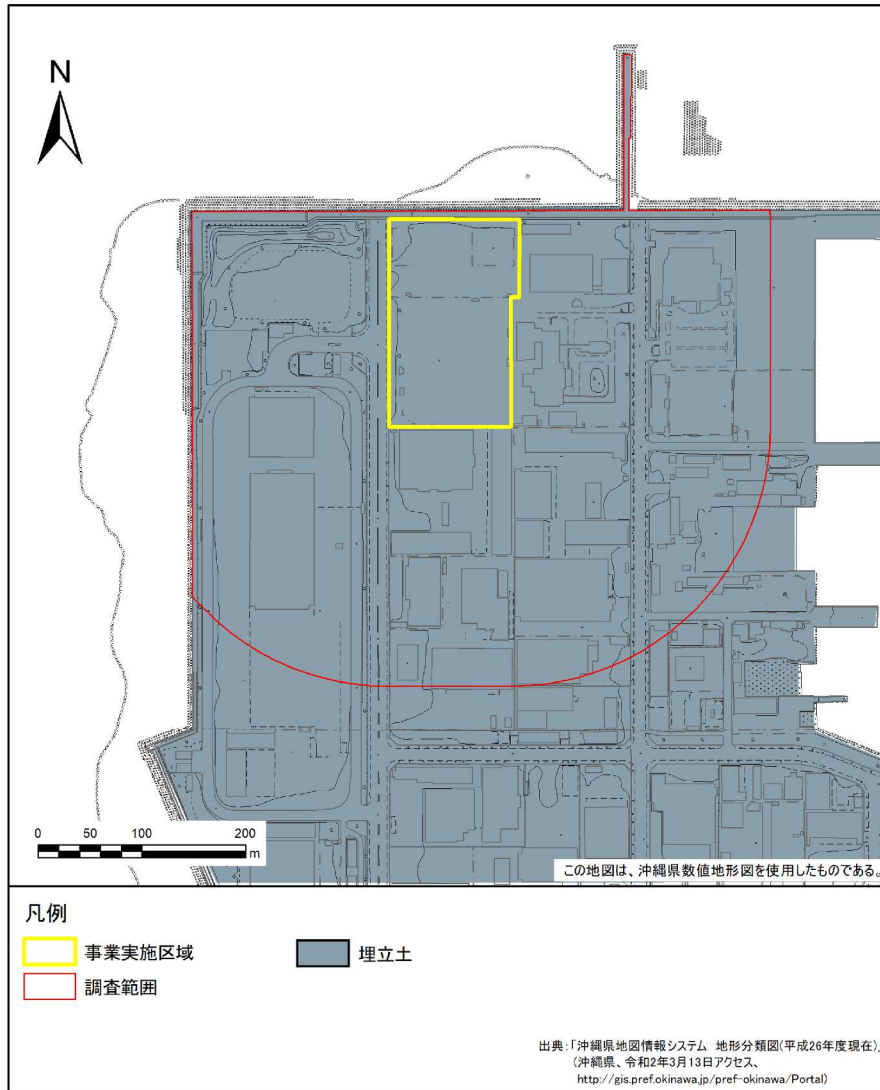 N
0 50 100 200
m
この地図は、沖縄県数値地形図を使用したものである。
凡例
事業実施区域
埋立土
調査範囲
出典:「沖縄県地図情報システム 地形分類図(平成26年度現在)」
(沖縄県、令和2年3月13日アクセス、
http://gis.pref.okinawa.jp/pref-okinawa/Portal)